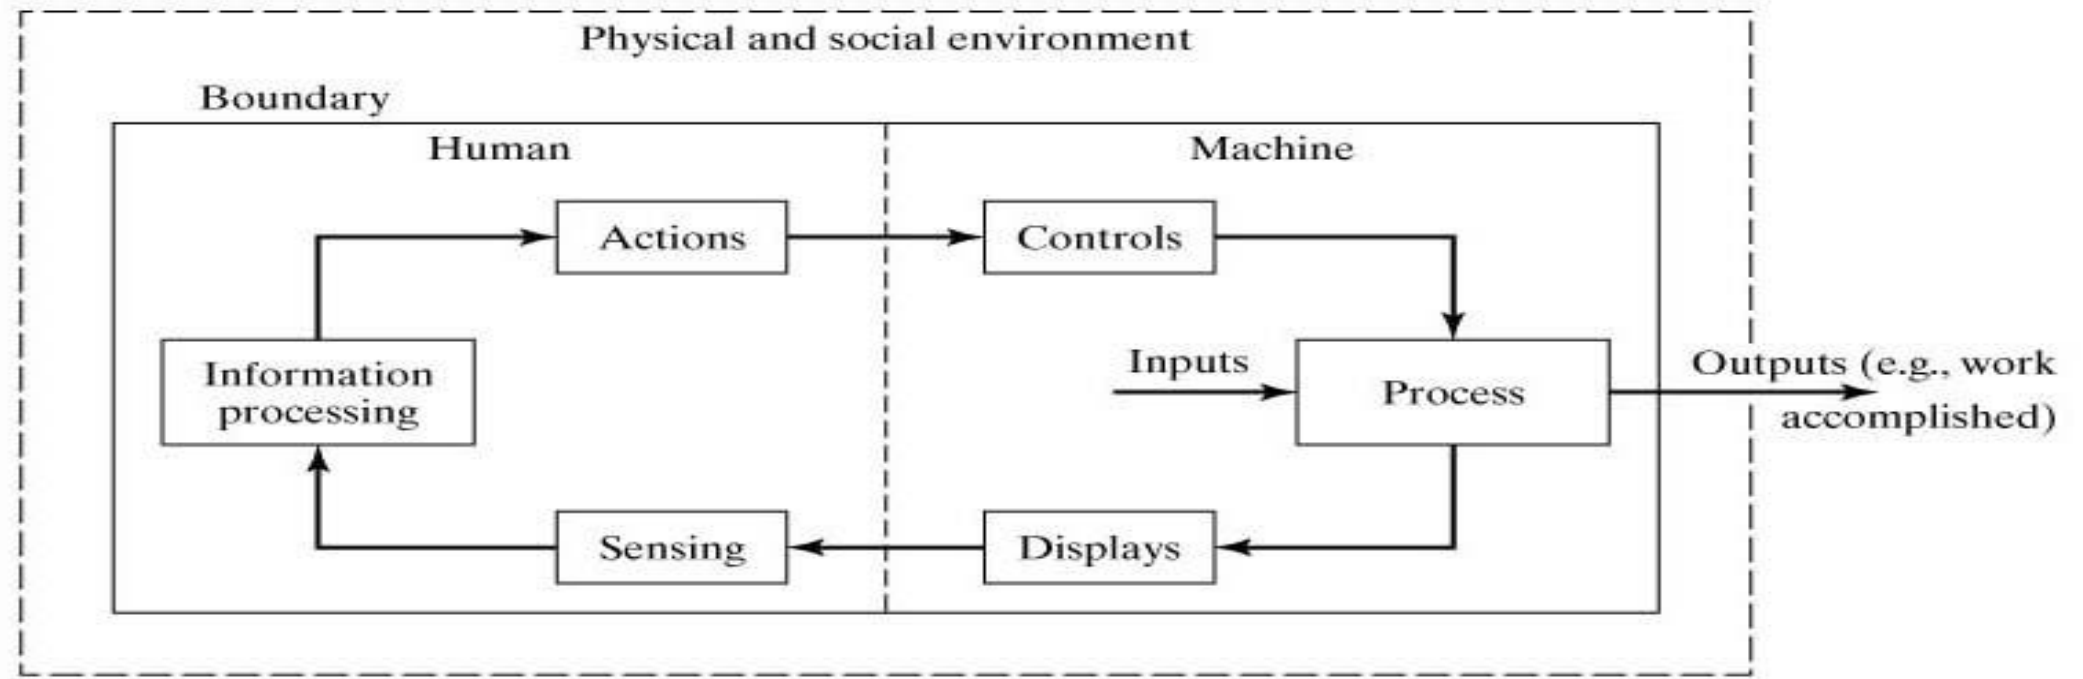 Physical and social environment
Boundary
Human
Machine
Actions
Controls
Information
processing
Inputs
Process
Outputs (e.g., work
accomplished)
Sensing
Displays